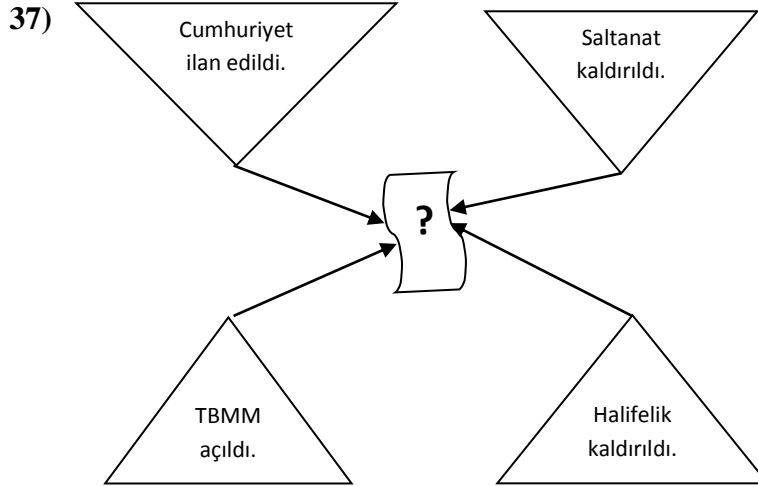 37)
Cumhuriyet
ilan edildi.
Saltanat
kaldırıldı.
?
TBMM
açıldı.
Halifelik
kaldırıldı.